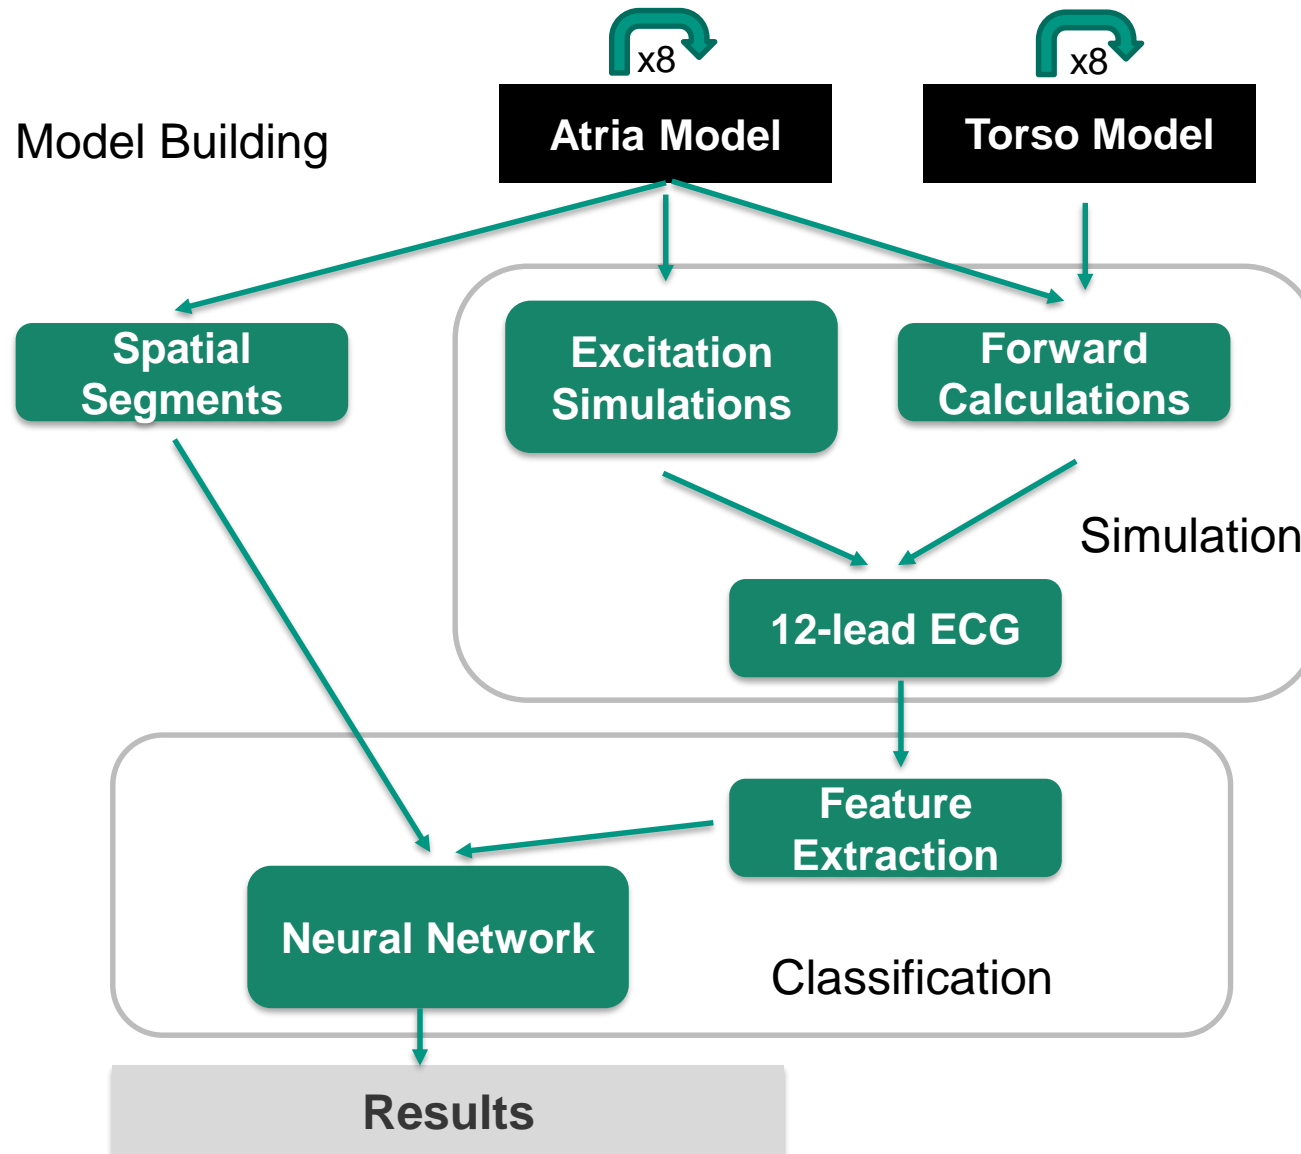 x8
x8
Model Building
Atria Model
Torso Model
Spatial
Segments
Excitation
Simulations
Forward
Calculations
Simulation
12-lead ECG
Feature
Extraction
Neural Network
Classification
Results